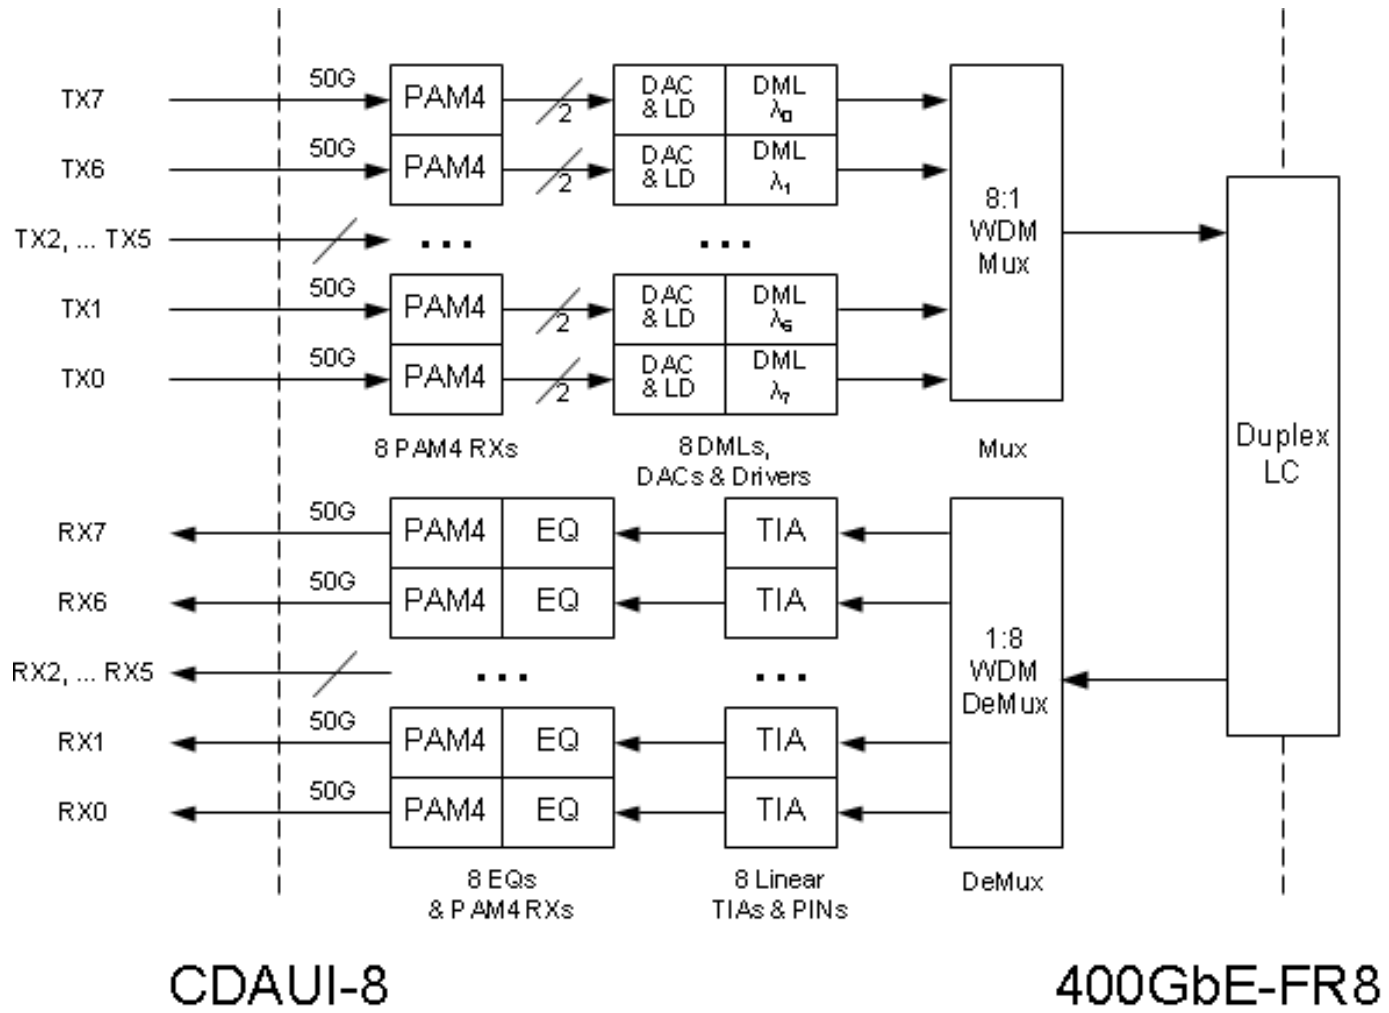 TX7
50G
PAM4
2
DAC
& LD
DML
λ0
TX6
50G
PAM4
2
DAC
& LD
DML
λ1
TX2, ... TX5
...
...
TX1
50G
PAM4
2
DAC
& LD
DML
λ6
TX0
50G
PAM4
2
DAC
& LD
DML
λ7
8:1
WDM
Mux
8 PAM4 RXs
8 DMLs,
DACs & Drivers
Mux
Duplex
LC
RX7
50G
PAM4
EQ
TIA
RX6
50G
PAM4
EQ
TIA
RX2, ... RX5
...
...
RX1
50G
PAM4
EQ
TIA
RX0
50G
PAM4
EQ
TIA
1:8
WDM
DeMux
8 EQs
& PAM4 RXs
8 Linear
TIAs & PINs
DeMux
CDAUI-8
400GbE-FR8